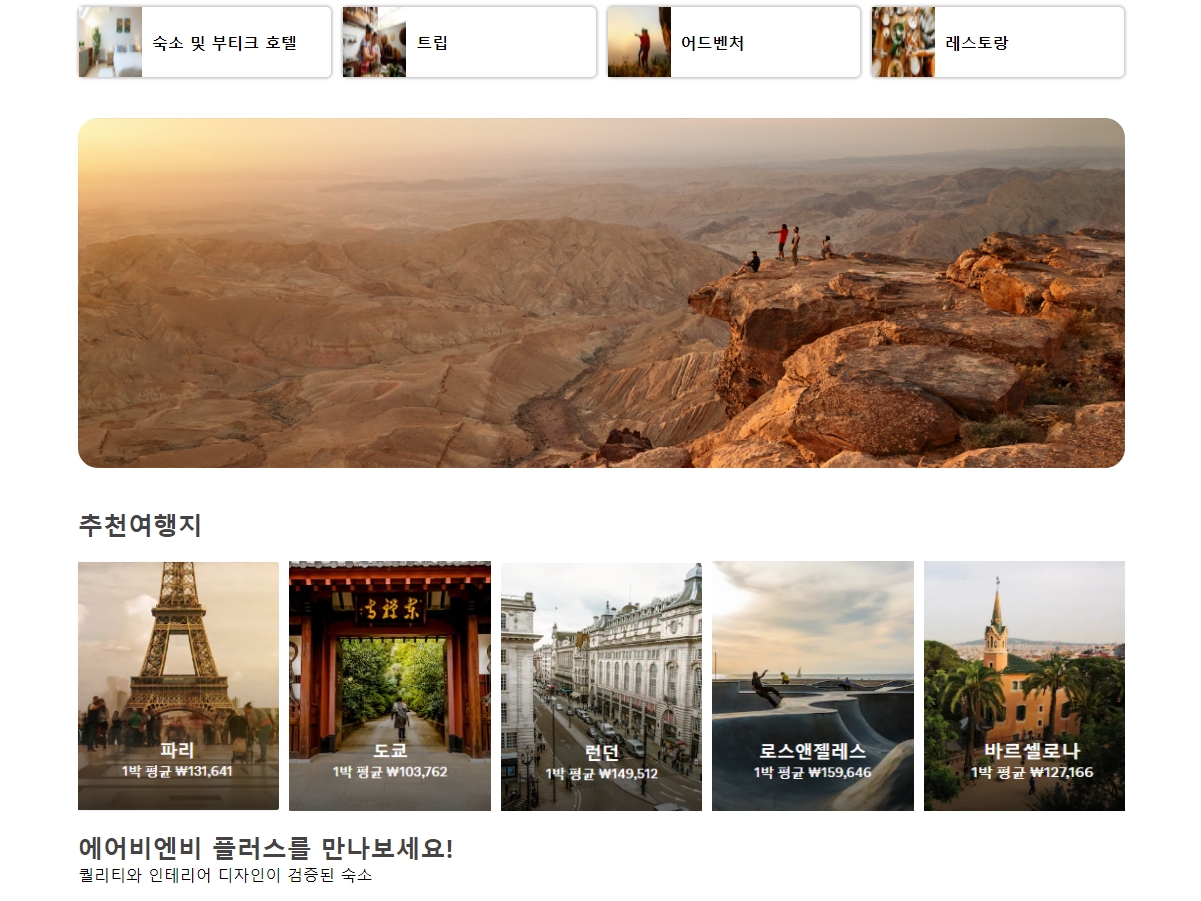 숙소 및 부티크 호텔
트립
어드벤처
레스토랑
추천여행지
파리
1박 평균 ₩131,641
도쿄
1박 평균 ₩103,762
런던
1박 평균 ₩149,512
로스앤젤레스
1박 평균 ₩159,646
바르셀로나
1박 평균 ₩127,166
에어비엔비 플러스를 만나보세요!
퀄리티와 인테리어 디자인이 검증된 숙소